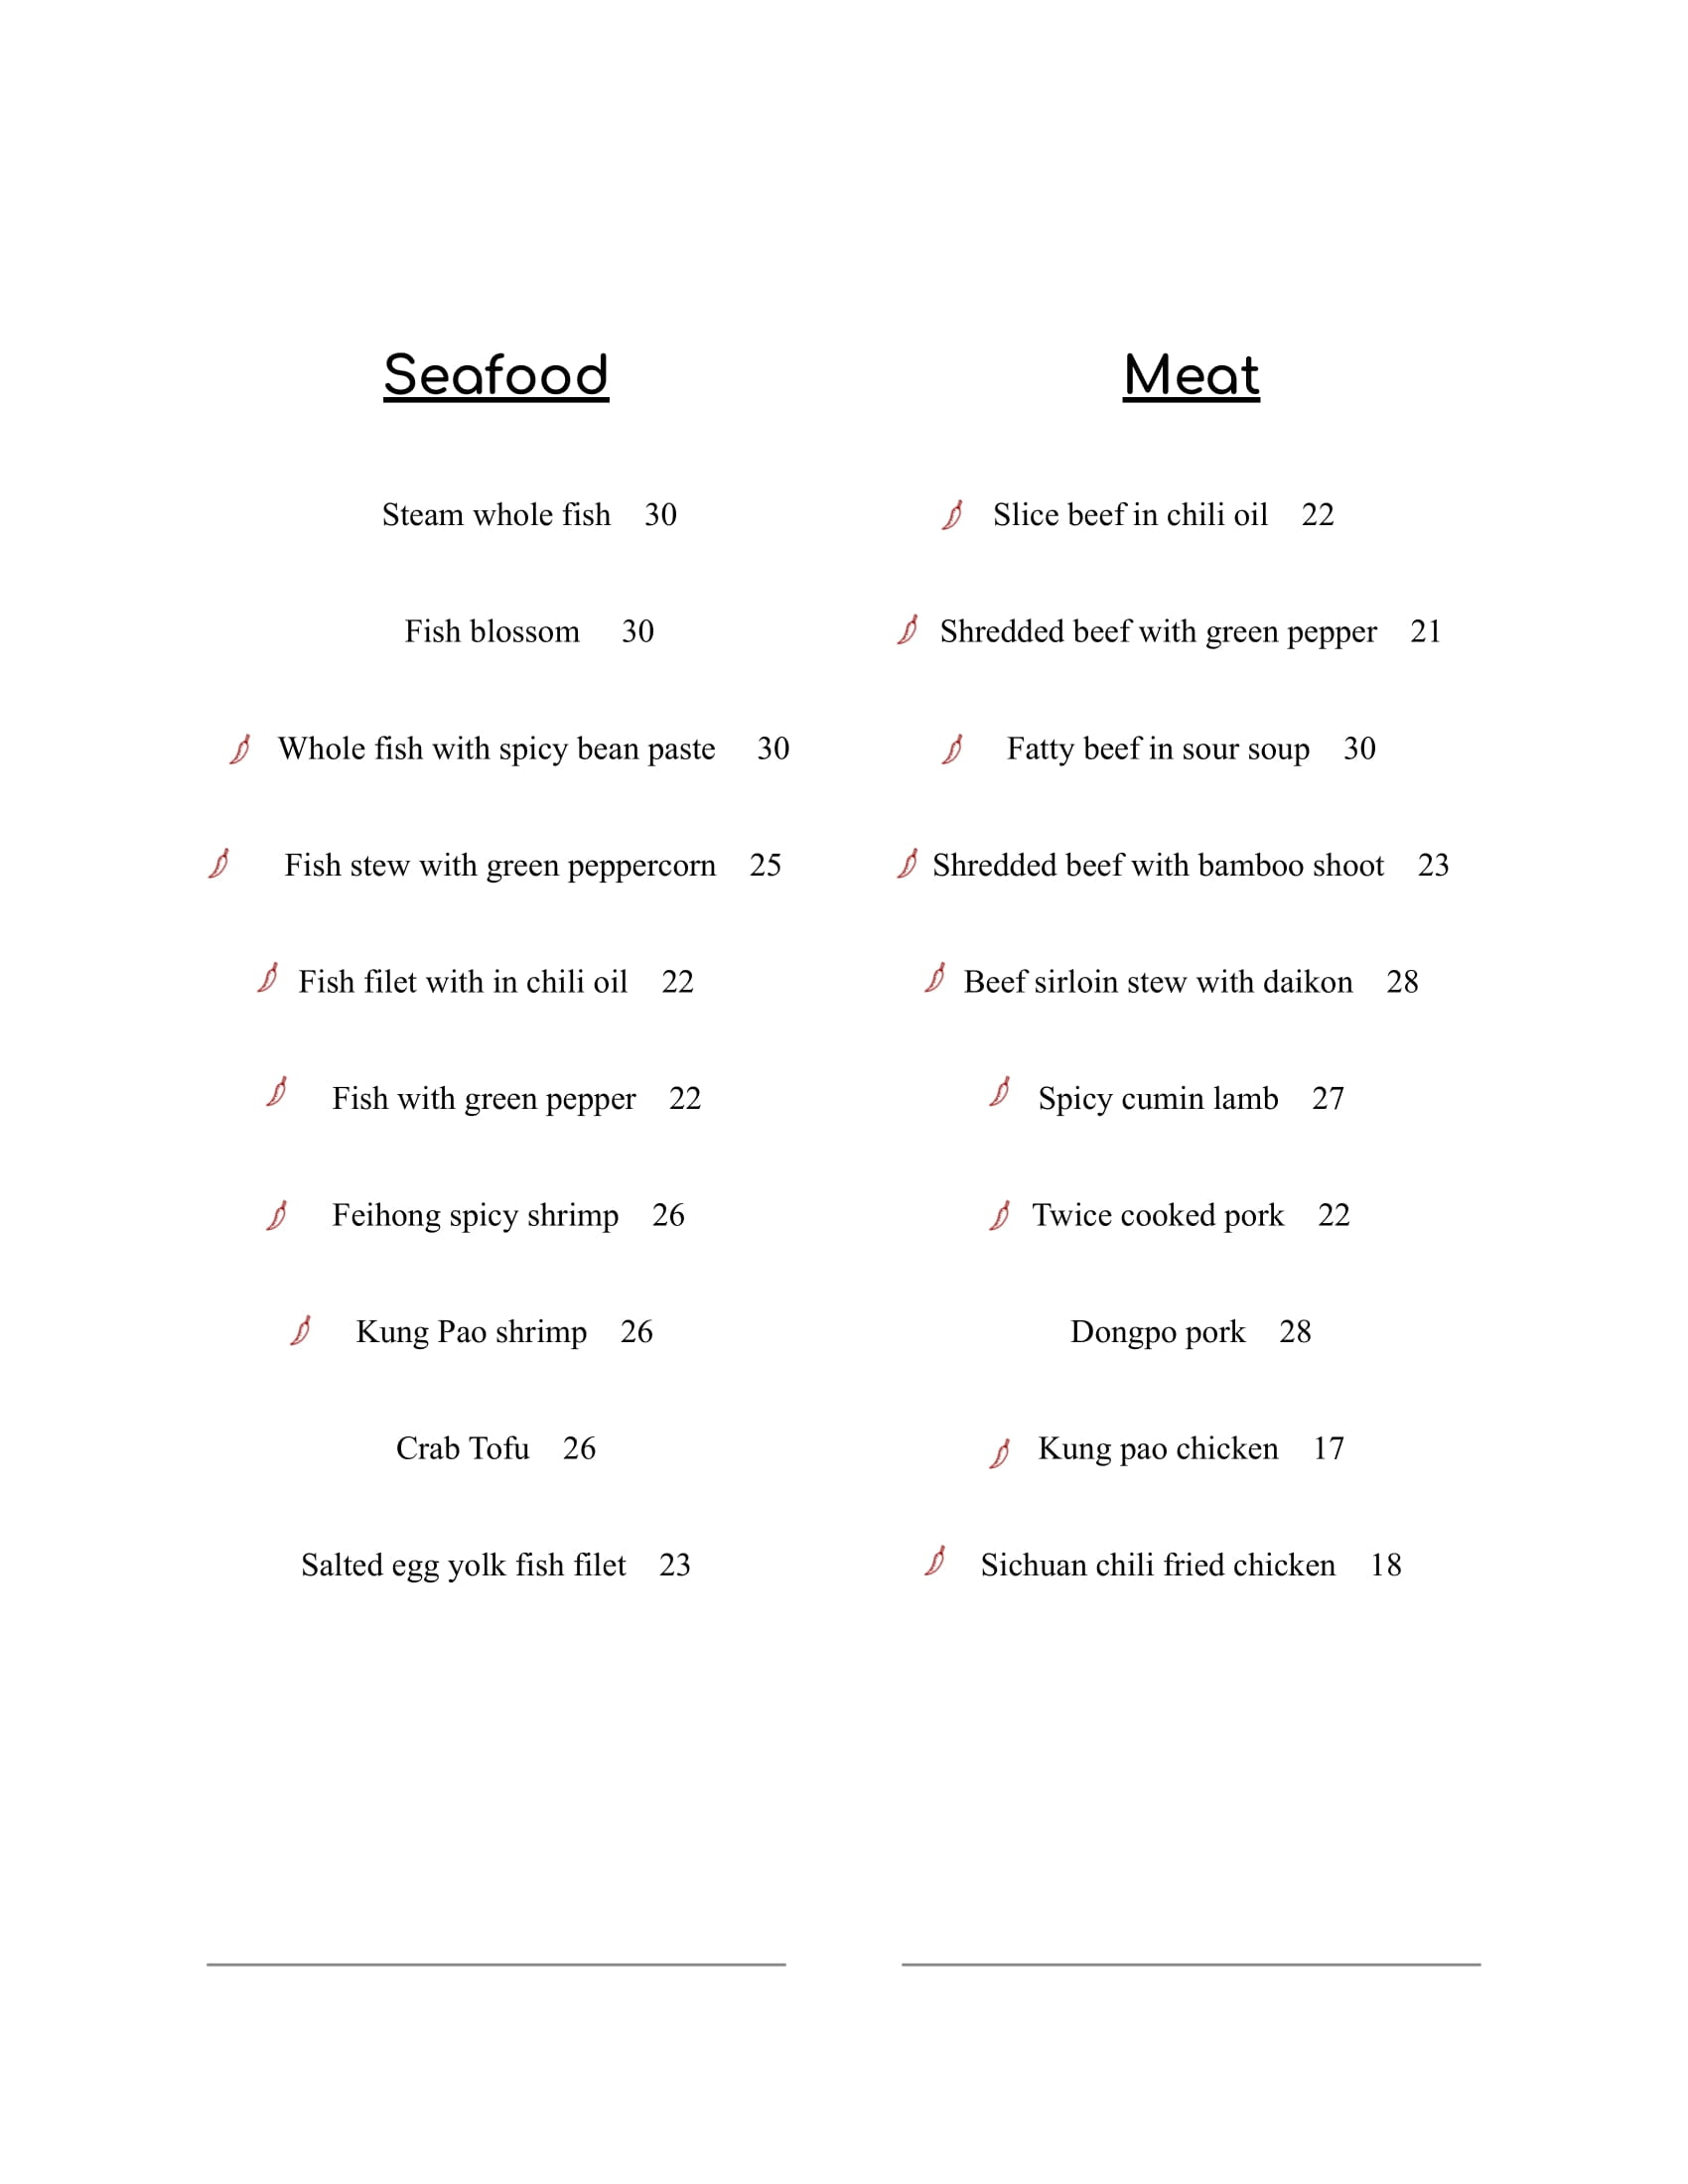 Seafood
Steam whole fish 30
Fish blossom 30
Whole fish with spicy bean paste 30
Fish stew with green peppercorn 25
Fish filet with in chili oil 22
Fish with green pepper 22
Feihong spicy shrimp 26
Kung Pao shrimp 26
Crab Tofu 26
Salted egg yolk fish filet 23
Meat
Slice beef in chili oil 22
Shredded beef with green pepper 21
Fatty beef in sour soup 30
Shredded beef with bamboo shoot 23
Beef sirloin stew with daikon 28
Spicy cumin lamb 27
Twice cooked pork 22
Dongpo pork 28
Kung pao chicken 17
Sichuan chili fried chicken 18